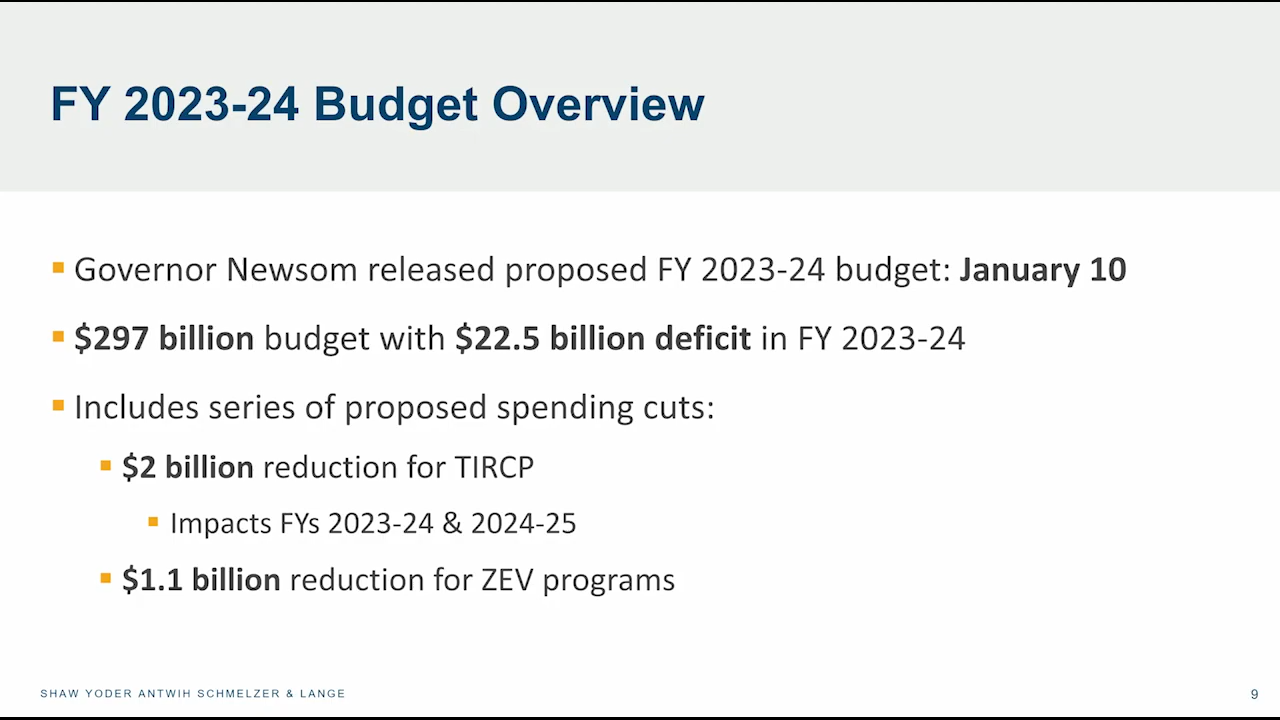 FY 2023-24 Budget Overview
▪ Governor Newsom released proposed FY 2023-24 budget: January 10
▪ $297 billion budget with $22.5 billion deficit in FY 2023-24
▪ Includes series of proposed spending cuts:
▪ $2 billion reduction for TIRCP
▪ Impacts FYs 2023-24 & 2024-25
▪ $1.1 billion reduction for ZEV programs
SHAW YODER ANTWIH SCHMELZER & LANGE
9